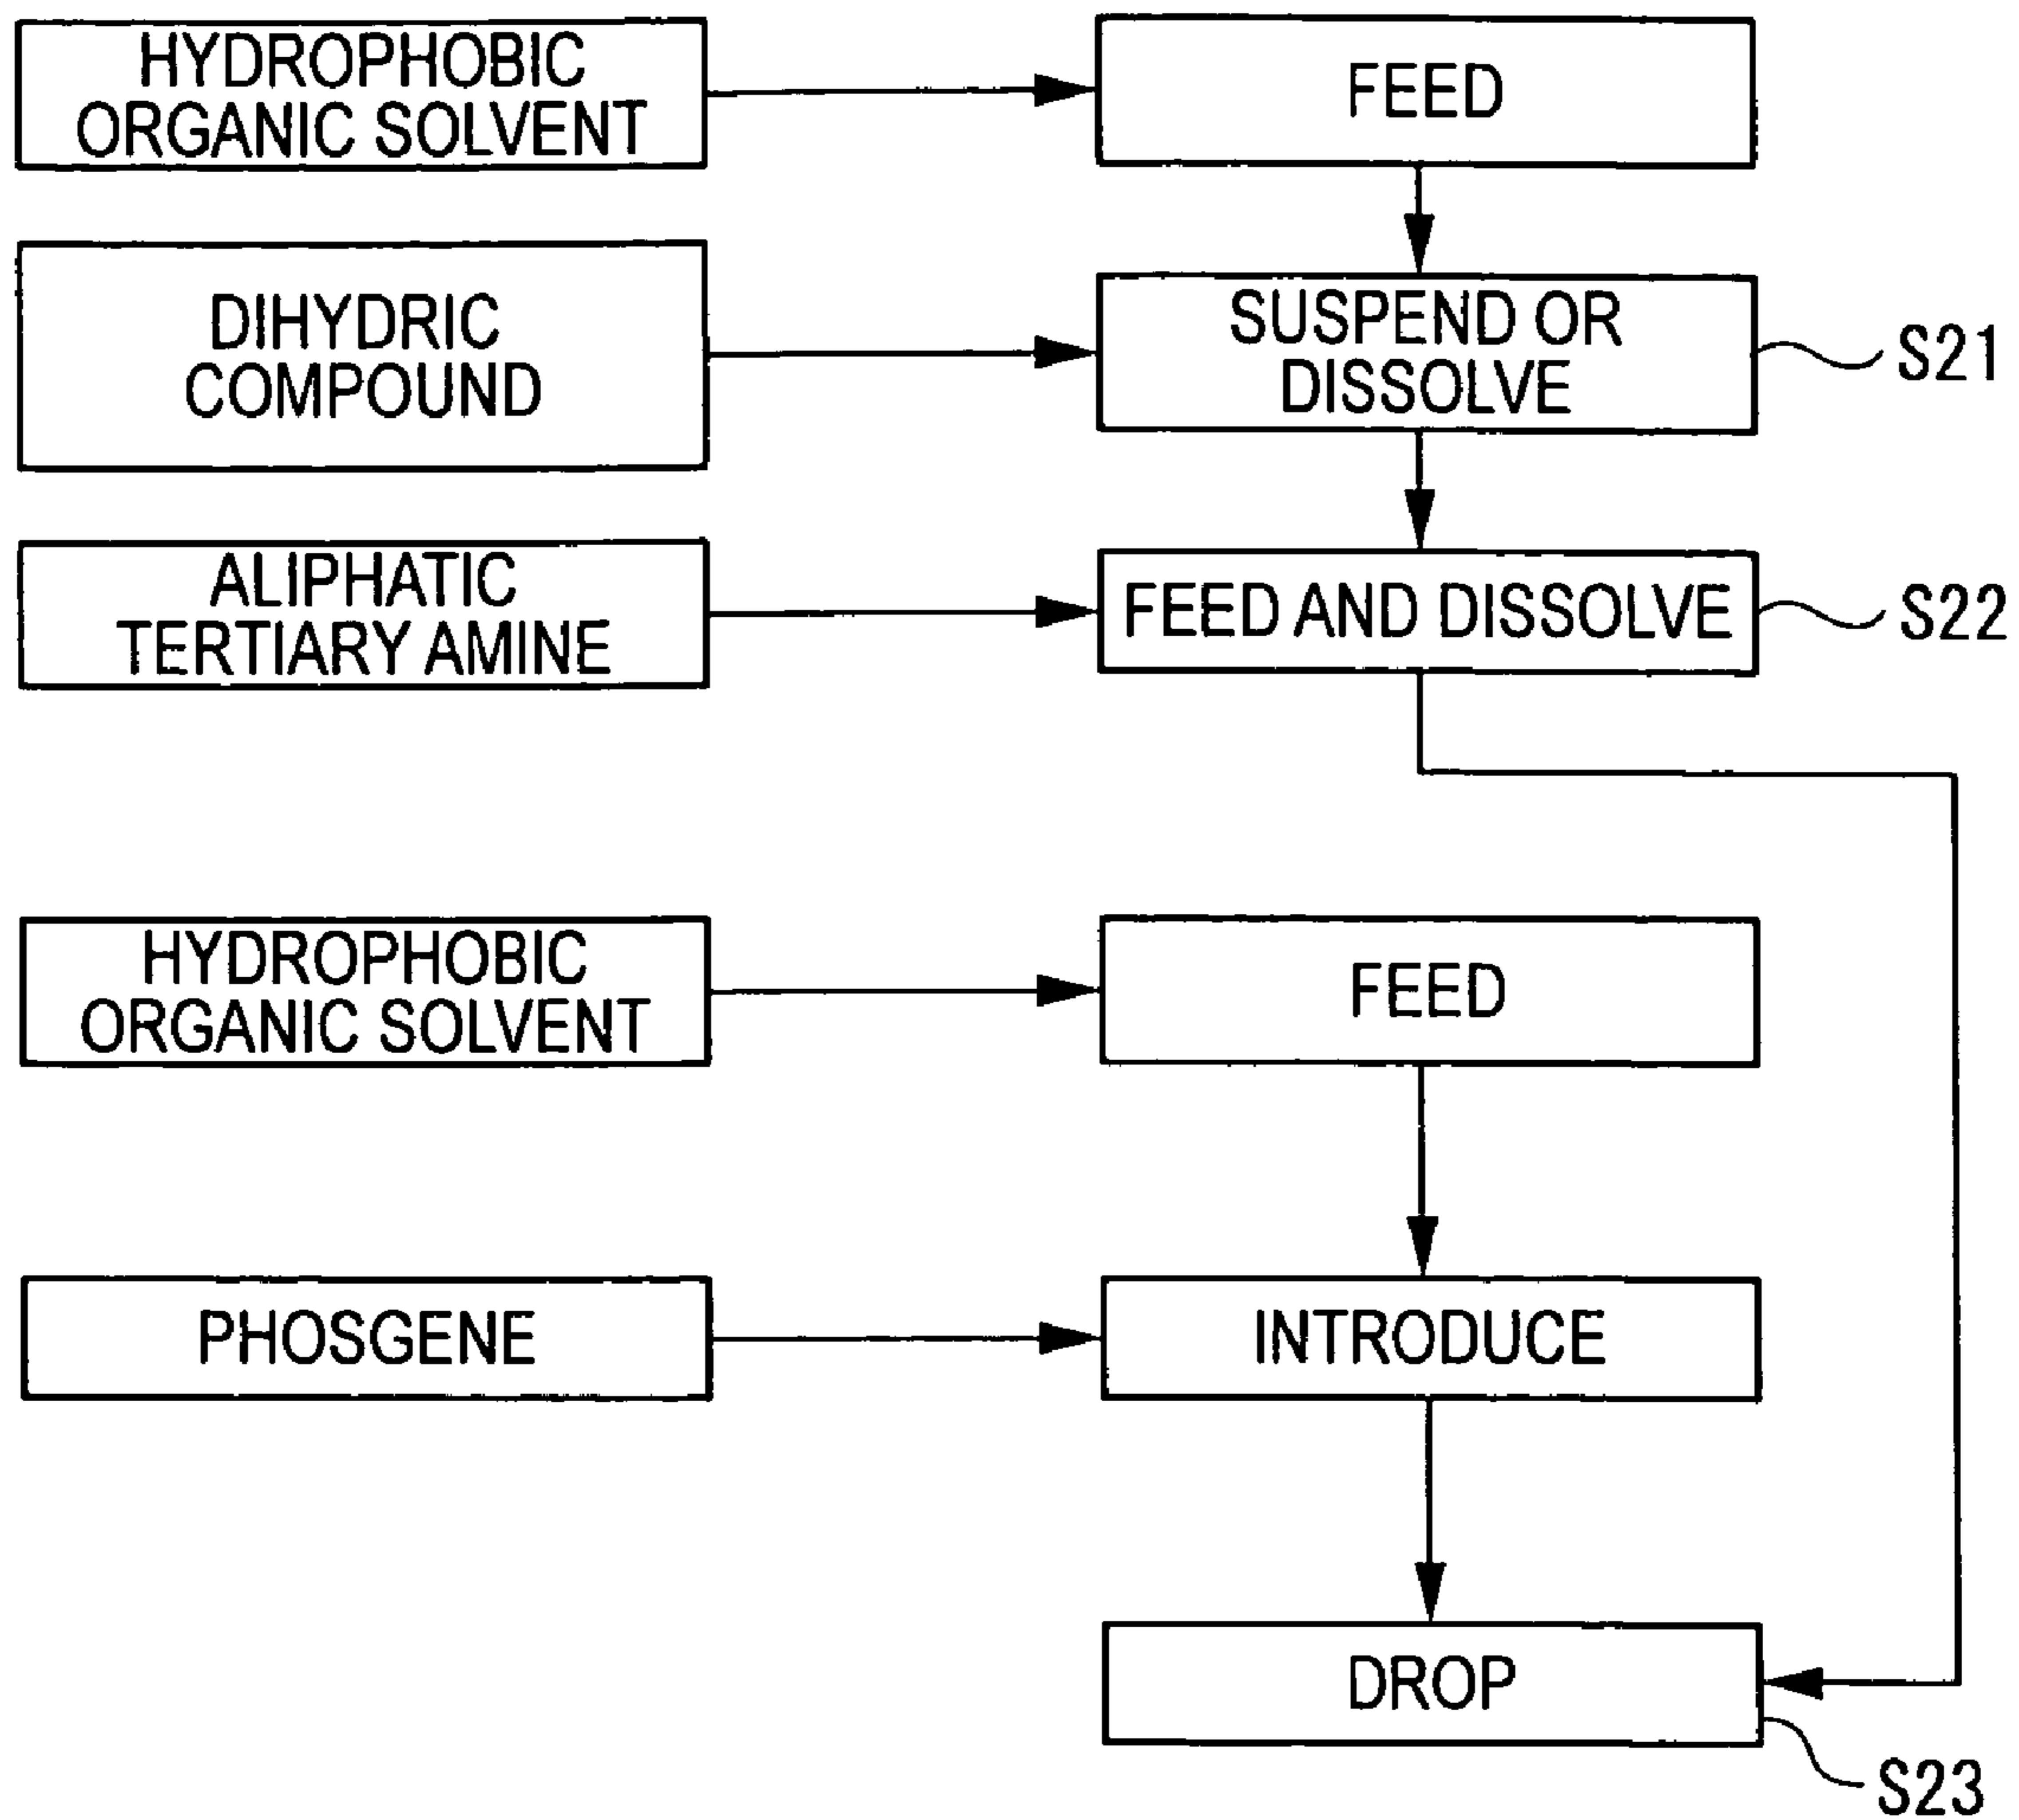 HYDROPHOBIC
ORGANIC SOLVENT
FEED
DIHYDRIC
COMPOUND
SUSPEND OR
DISSOLVE
S21
ALIPHATIC
TERTIARY AMINE
FEED AND DISSOLVE
S22
HYDROPHOBIC
ORGANIC SOLVENT
FEED
PHOSGENE
INTRODUCE
DROP
S23